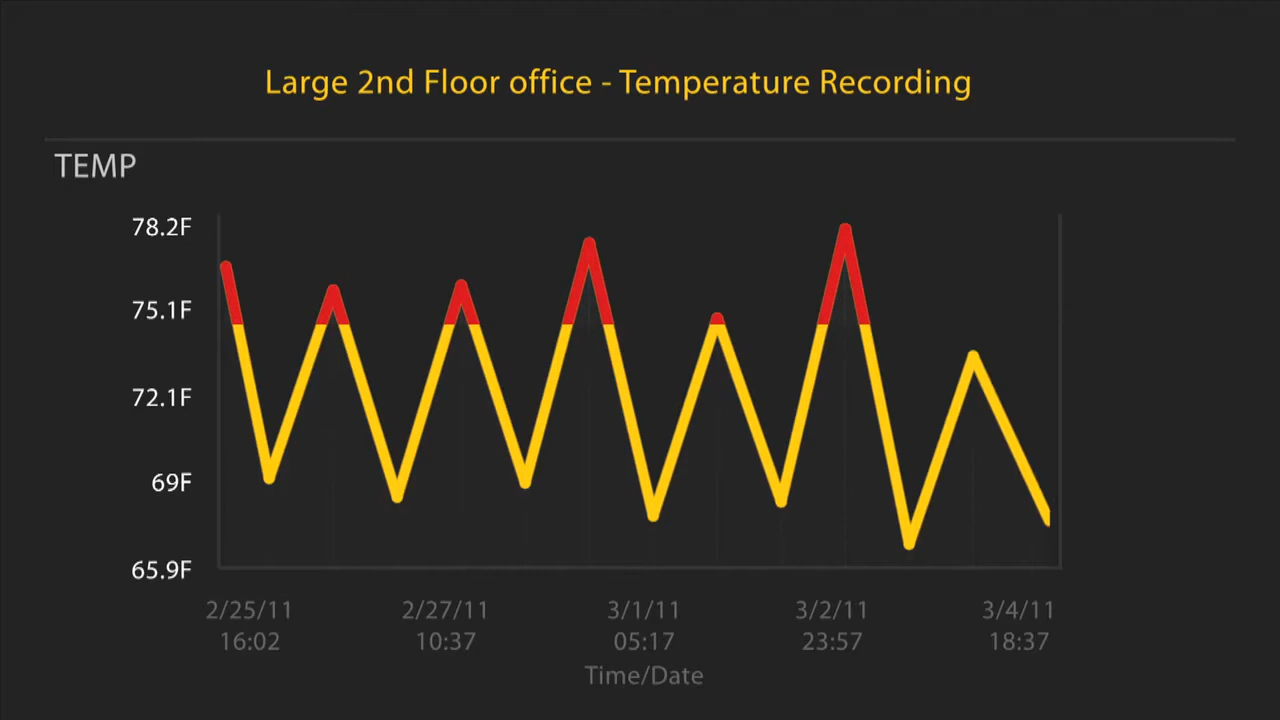 Large 2nd Floor office - Temperature Recording
TEMP
78.2F
75.1F
72.1F
69F
65.9F
2/25/11 2/27/11 3/1/11 3/2/11 3/4/11
16:02 10:37 05:17 23:57 18:37
Time/Date